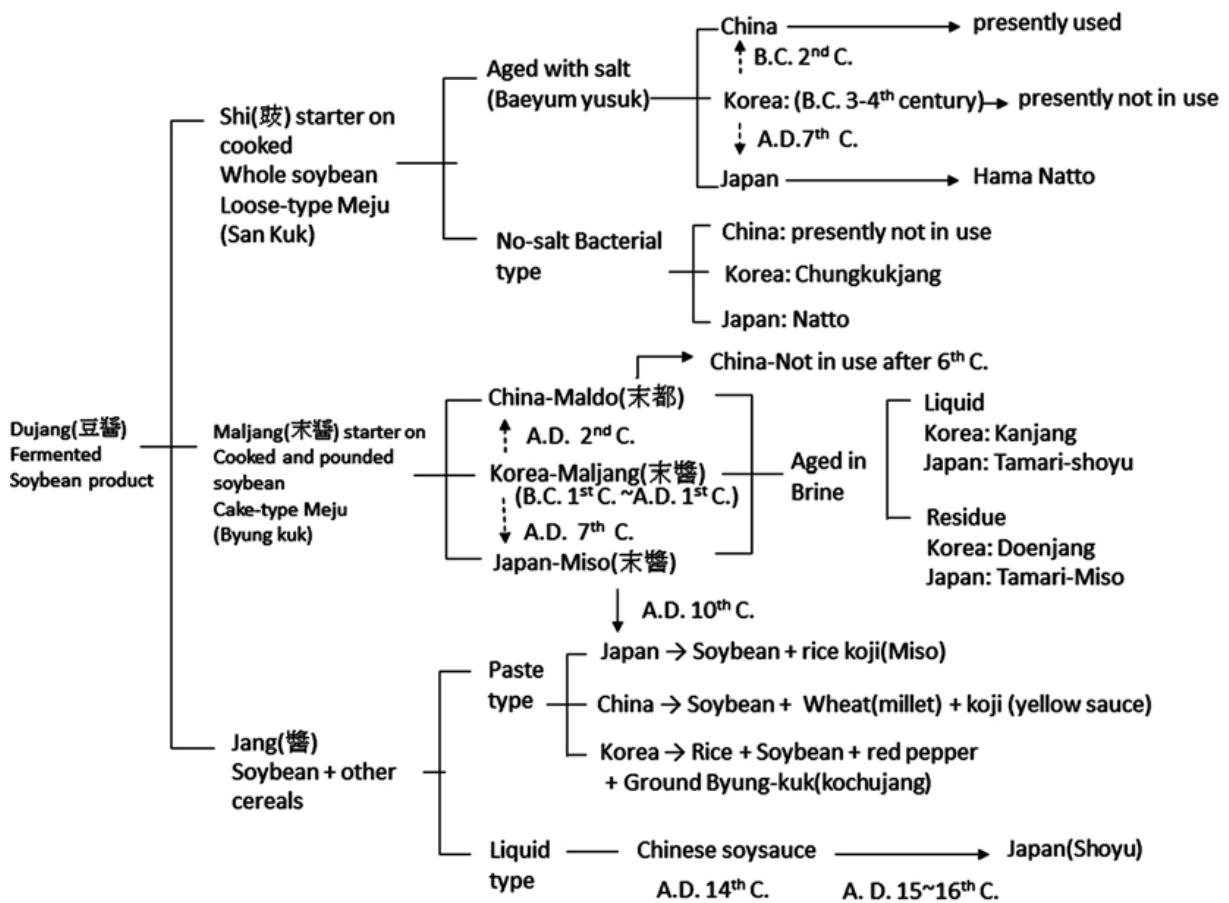 Dujang(豆醬)
Fermented
Soybean product
Shi(豉) starter on
cooked
Whole soybean
Loose-type Meju
(San Kuk)
Aged with salt
(Baeyum yusuk)
China
presently used
B.C. 2nd C.
Korea: (B.C. 3-4th century)
presently not in use
A.D.7th C.
Japan
Hama Natto
No-salt Bacterial
type
China: presently not in use
Korea: Chungkukjang
Japan: Natto
Maljang(末醬) starter on
Cooked and pounded
soybean
Cake-type Meju
(Byung kuk)
China-Not in use after 6th C.
China-Maldo(末都)
A.D. 2nd C.
Korea-Maljang(末醬)
(B.C. 1st C. ~A.D. 1st C.)
A.D. 7th C.
Japan-Miso(末醬)
Aged in
Brine
Liquid
Korea: Kanjang
Japan: Tamari-shoyu
Residue
Korea: Doenjang
Japan: Tamari-Miso
A.D. 10th C.
Jang(醬)
Soybean + other
cereals
Paste
type
Japan → Soybean + rice koji(Miso)
China → Soybean + Wheat(millet) + koji (yellow sauce)
Korea → Rice + Soybean + red pepper
+ Ground Byung-kuk(kochujang)
Liquid
type
Chinese soysauce
Japan(Shoyu)
A.D. 14th C.
A. D. 15~16th C.